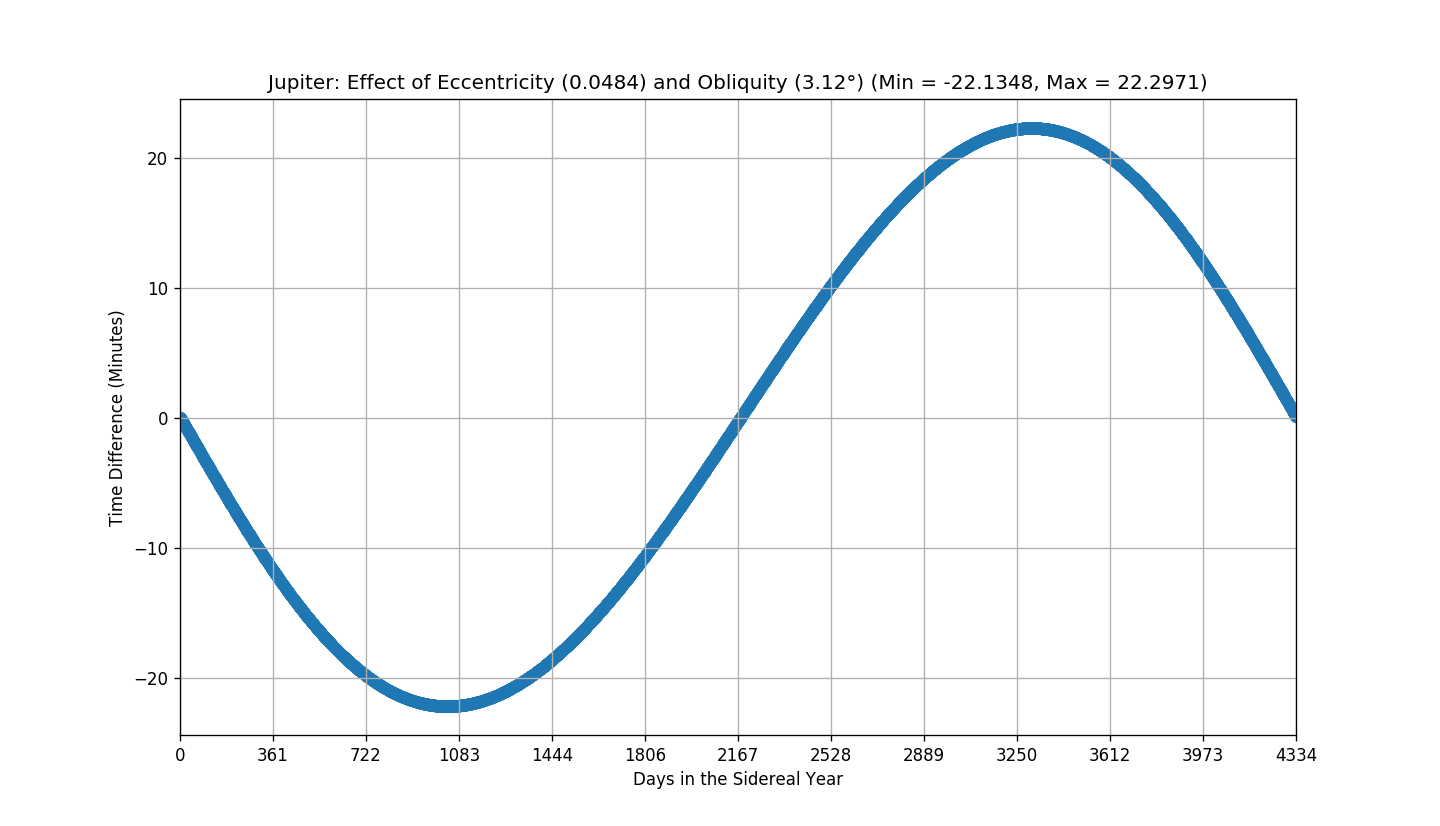 Jupiter: Effect of Eccentricity (0.0484) and Obliquity (3.12°) (Min = -22.1348, Max = 22.2971)
Time Difference (Minutes)
20
10
0
−10
−20
0 361 722 1083 1444 1806 2167 2528 2889 3250 3612 3973 4334
Days in the Sidereal Year